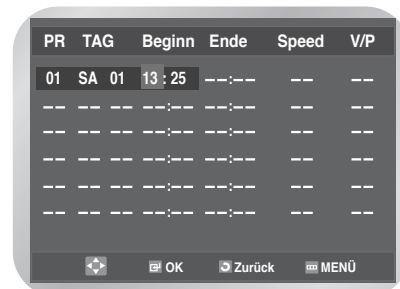 PR TAG Beginn Ende Speed V/P
01 SA 01 13 : 25 ––:–– –– ––
–– –– –– ––:–– ––:–– –– ––
–– –– –– ––:–– ––:–– –– ––
–– –– –– ––:–– ––:–– –– ––
–– –– –– ––:–– ––:–– –– ––
–– –– –– ––:–– ––:–– –– ––
OK Zurück MENÜ